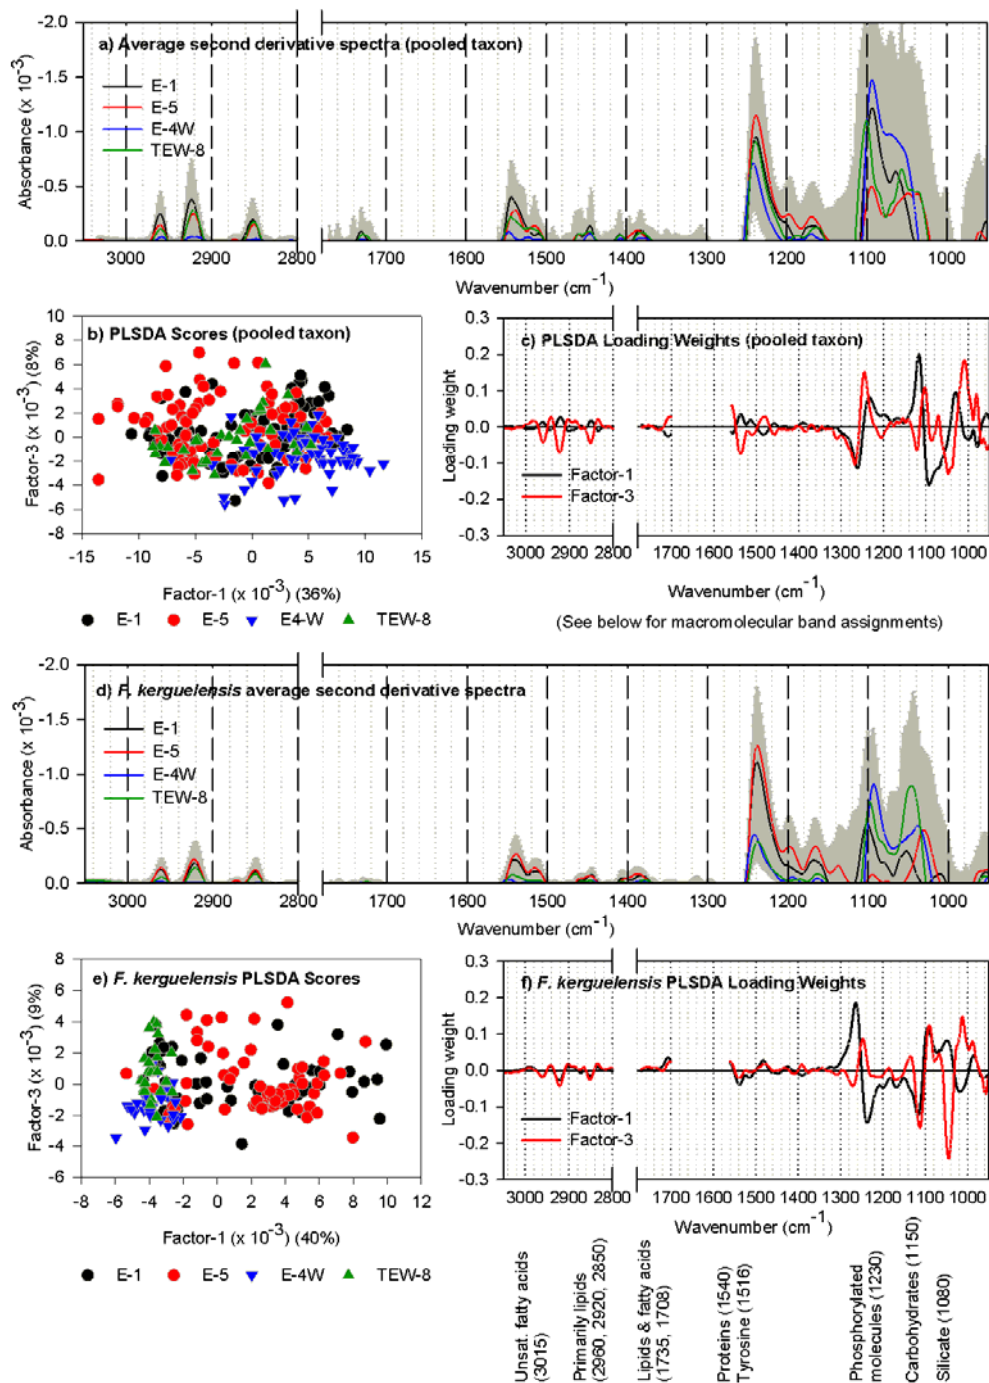 a) Average second derivative spectra (pooled taxon)
Absorbance (x 10-3)
-2.0
-1.5
-1.0
-0.5
0.0
E-1
E-5
E-4W
TEW-8
3000 2900 2800 1700 1600 1500 1400 1300 1200 1100 1000
Wavenumber (cm-1)
b) PLSDA Scores (pooled taxon)
Factor-3 (x 10-3) (8%)
10
8
6
4
2
0
-2
-4
-6
-8
-15 -10 -5 0 5 10 15
Factor-1 (x 10-3) (36%)
E-1 E-5 E4-W TEW-8
c) PLSDA Loading Weights (pooled taxon)
Loading weight
0.3
0.2
0.1
0.0
-0.1
-0.2
-0.3
Factor-1
Factor-3
3000 2900 2800 1700 1600 1500 1400 1300 1200 1100 1000
Wavenumber (cm-1)
(See below for macromolecular band assignments)
d) F. kerguelensis average second derivative spectra
Absorbance (x 10-3)
-2.0
-1.5
-1.0
-0.5
0.0
E-1
E-5
E-4W
TEW-8
3000 2900 2800 1700 1600 1500 1400 1300 1200 1100 1000
Wavenumber (cm-1)
e) F. kerguelensis PLSDA Scores
Factor-3 (x 10-3) (9%)
8
6
4
2
0
-2
-4
-6
-8 -6 -4 -2 0 2 4 6 8 10 12
Factor-1 (x 10-3) (40%)
E-1 E-5 E-4W TEW-8
f) F. kerguelensis PLSDA Loading Weights
Loading weight
0.3
0.2
0.1
0.0
-0.1
-0.2
-0.3
Factor-1
Factor-3
3000 2900 2800 1700 1600 1500 1400 1300 1200 1100 1000
Wavenumber (cm-1)
Unsat. fatty acids
(3015)
Primarily lipids
(2960, 2920, 2850)
Lipids & fatty acids
(1735, 1708)
Proteins (1540)
Tyrosine (1516)
Phosphorylated
molecules (1230)
Carbohydrates (1150)
Silicate (1080)